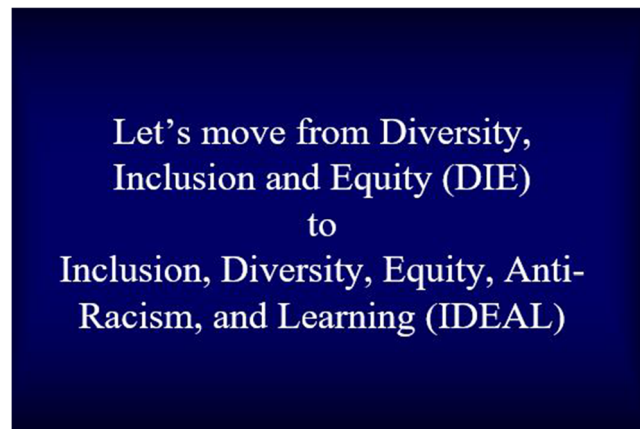 Let’s move from Diversity,
Inclusion and Equity (DIE)
to
Inclusion, Diversity, Equity, Anti-
Racism, and Learning (IDEAL)